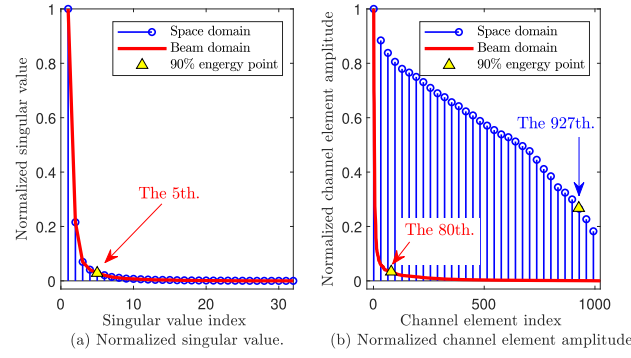 1
0.8
0.6
0.4
0.2
0
Normalized singular value
Space domain
Beam domain
90% engergy point
The 5th.
0 10 20 30
Singular value index
(a) Normalized singular value.
1
0.8
0.6
0.4
0.2
0
Normalized channel element amplitude
Space domain
Beam domain
90% engergy point
The 927th.
The 80th.
0 500 1000
Channel element index
(b) Normalized channel element amplitude